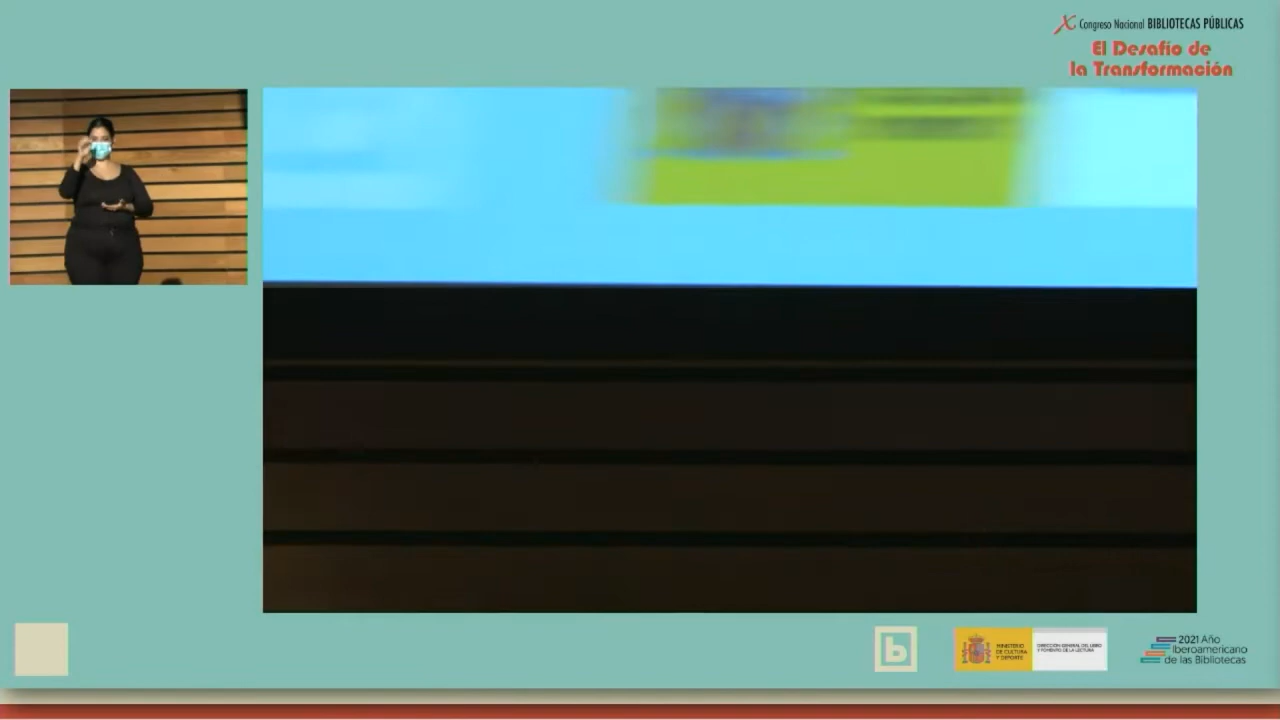 X Congreso Nacional BIBLIOTECAS PÚBLICAS
El Desafío de
la Transformación
b
MINISTERIO
DE CULTURA
Y DEPORTE
DIRECCIÓN GENERAL DEL LIBRO
Y FOMENTO DE LA LECTURA
2021 Año
Iberoamericano
de las Bibliotecas